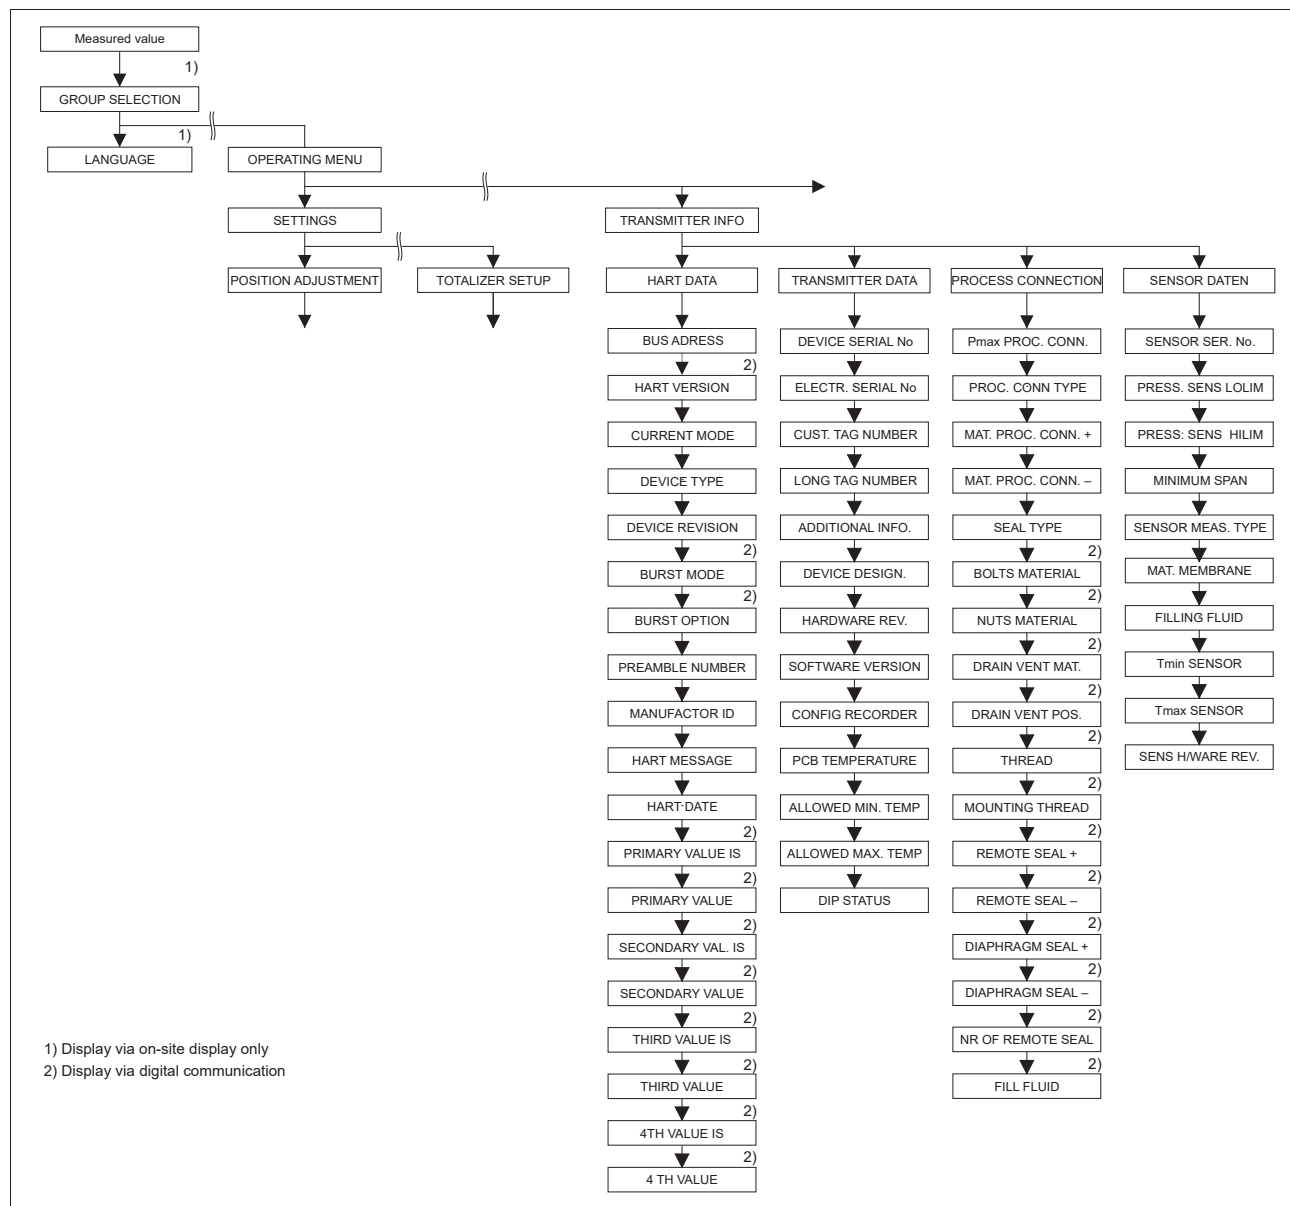 Measured value
1)
GROUP SELECTION
1)
LANGUAGE
OPERATING MENU
SETTINGS
TRANSMITTER INFO
POSITION ADJUSTMENT
TOTALIZER SETUP
HART DATA
TRANSMITTER DATA
PROCESS CONNECTION
SENSOR DATEN
BUS ADRESS
2)
HART VERSION
CURRENT MODE
DEVICE TYPE
DEVICE REVISION
2)
BURST MODE
2)
BURST OPTION
PREAMBLE NUMBER
MANUFACTOR ID
HART MESSAGE
HART-DATE
2)
PRIMARY VALUE IS
2)
PRIMARY VALUE
2)
SECONDARY VAL. IS
2)
SECONDARY VALUE
2)
THIRD VALUE IS
2)
THIRD VALUE
2)
4TH VALUE IS
2)
4 TH VALUE
DEVICE SERIAL No
ELECTR. SERIAL No
CUST. TAG NUMBER
LONG TAG NUMBER
ADDITIONAL INFO.
DEVICE DESIGN.
HARDWARE REV.
SOFTWARE VERSION
CONFIG RECORDER
PCB TEMPERATURE
ALLOWED MIN. TEMP
ALLOWED MAX. TEMP
DIP STATUS
Pmax PROC. CONN.
PROC. CONN TYPE
MAT. PROC. CONN. +
MAT. PROC. CONN. –
SEAL TYPE
2)
BOLTS MATERIAL
2)
NUTS MATERIAL
2)
DRAIN VENT MAT.
2)
DRAIN VENT POS.
2)
THREAD
2)
MOUNTING THREAD
2)
REMOTE SEAL +
2)
REMOTE SEAL –
2)
DIAPHRAGM SEAL +
2)
DIAPHRAGM SEAL –
2)
NR OF REMOTE SEAL
2)
FILL FLUID
SENSOR SER. No.
PRESS. SENS LOLIM
PRESS: SENS HILIM
MINIMUM SPAN
SENSOR MEAS. TYPE
MAT. MEMBRANE
FILLING FLUID
Tmin SENSOR
Tmax SENSOR
SENS H/WARE REV.
1) Display via on-site display only
2) Display via digital communication